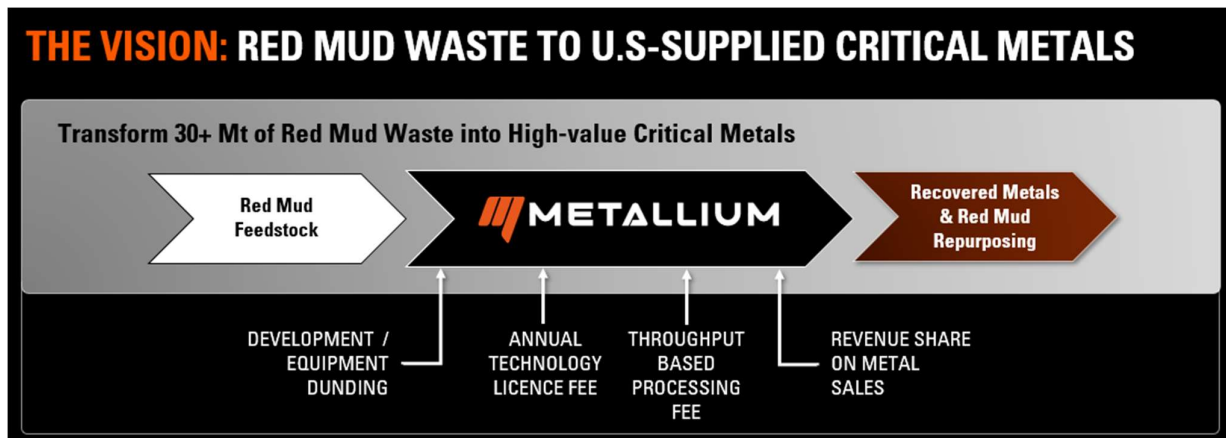 THE VISION: RED MUD WASTE TO U.S-SUPPLIED CRITICAL METALS
Transform 30+ Mt of Red Mud Waste into High-value Critical Metals
Red Mud
Feedstock
METALLIUM
Recovered Metals
& Red Mud
Repurposing
DEVELOPMENT /
EQUIPMENT
DUNDING
ANNUAL
TECHNOLOGY
LICENCE FEE
THROUGHPUT
BASED
PROCESSING
FEE
REVENUE SHARE
ON METAL
SALES